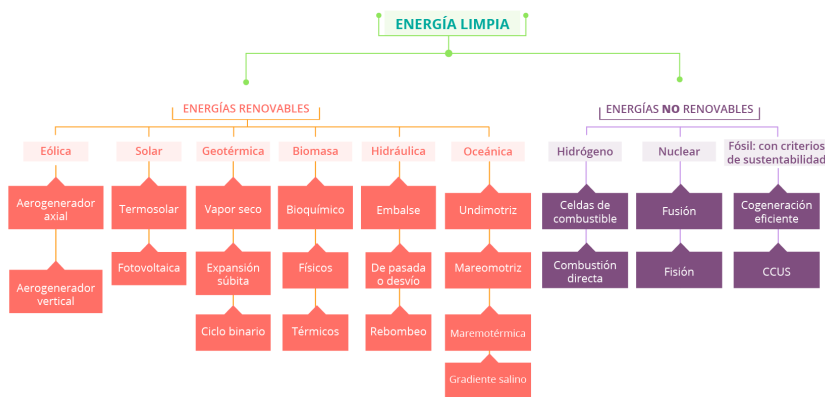 ENERGÍA LIMPIA
ENERGÍAS RENOVABLES
Eólica
Aerogenerador
axial
Aerogenerador
vertical
Solar
Termosolar
Fotovoltaica
Geotérmica
Vapor seco
Expansión
súbita
Ciclo binario
Biomasa
Bioquímico
Físicos
Térmicos
Hidráulica
Embalse
De pasada
o desvío
Rebombeo
Oceánica
Undimotriz
Mareomotriz
Maremotérmica
Gradiente salino
ENERGÍAS NO RENOVABLES
Hidrógeno
Celdas de
combustible
Combustión
directa
Nuclear
Fusión
Fisión
Fósil: con criterios
de sustentabilidad
Cogeneración
eficiente
CCUS